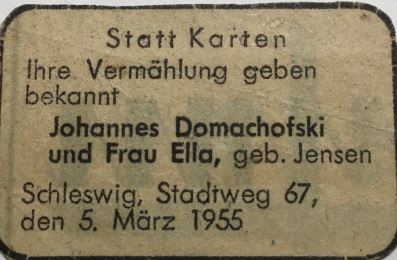 Statt Karten
Ihre Vermählung geben
bekannt
Johannes Domachofski
und Frau Ella, geb. Jensen
Schleswig, Stadtweg 67,
den 5. März 1955